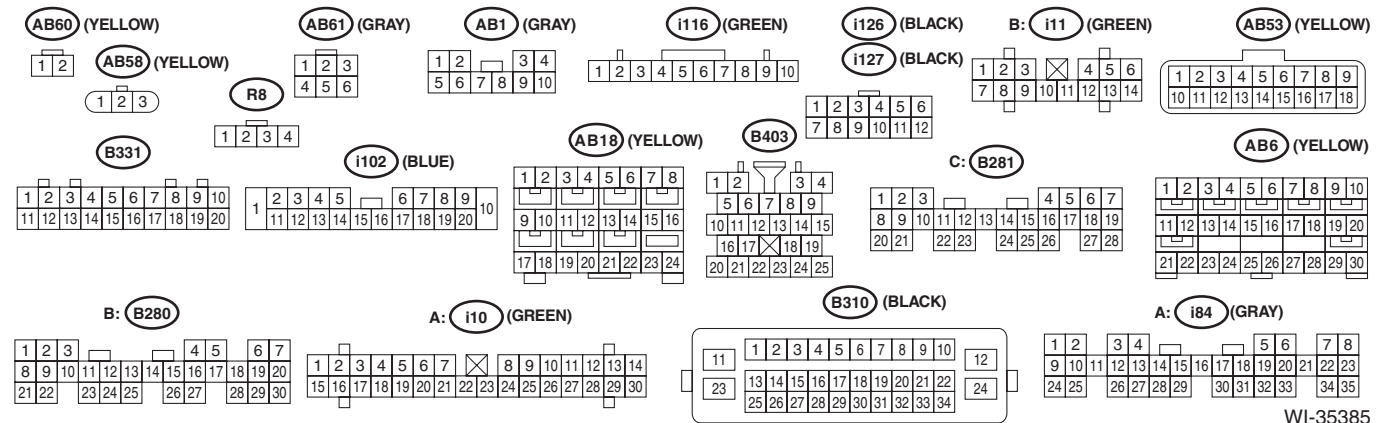 AB60 (YELLOW)
1 2
AB58 (YELLOW)
1 2 3
R8
1 2 3 4
AB61 (GRAY)
1 2 3
4 5 6
AB1 (GRAY)
1 2 3 4
5 6 7 8 9 10
i116 (GREEN)
1 2 3 4 5 6 7 8 9 10
i126 (BLACK)
i127 (BLACK)
1 2 3 4 5 6
7 8 9 10 11 12
B: i11 (GREEN)
1 2 3 4 5 6
7 8 9 10 11 12 13 14
AB53 (YELLOW)
1 2 3 4 5 6 7 8 9
10 11 12 13 14 15 16 17 18
B331
1 2 3 4 5 6 7 8 9 10
11 12 13 14 15 16 17 18 19 20
i102 (BLUE)
1 2 3 4 5 6 7 8 9 10
11 12 13 14 15 16 17 18 19 20
AB18 (YELLOW)
1 2 3 4 5 6 7 8
9 10 11 12 13 14 15 16
17 18 19 20 21 22 23 24
B403
1 2 3 4
5 6 7 8 9
10 11 12 13 14 15
16 17 18 19
20 21 22 23 24 25
C: B281
1 2 3 4 5 6 7
8 9 10 11 12 13 14 15 16 17 18 19
20 21 22 23 24 25 26 27 28
AB6 (YELLOW)
1 2 3 4 5 6 7 8 9 10
11 12 13 14 15 16 17 18 19 20
21 22 23 24 25 26 27 28 29 30
B: B280
1 2 3 4 5 6 7
8 9 10 11 12 13 14 15 16 17 18 19 20
21 22 23 24 25 26 27 28 29 30
A: i10 (GREEN)
1 2 3 4 5 6 7 8 9 10 11 12 13 14
15 16 17 18 19 20 21 22 23 24 25 26 27 28 29 30
B310 (BLACK)
11 1 2 3 4 5 6 7 8 9 10 12
23 13 14 15 16 17 18 19 20 21 22 24
25 26 27 28 29 30 31 32 33 34
A: i84 (GRAY)
1 2 3 4 5 6 7 8
9 10 11 12 13 14 15 16 17 18 19 20 21 22 23
24 25 26 27 28 29 30 31 32 33 34 35
WI-35385